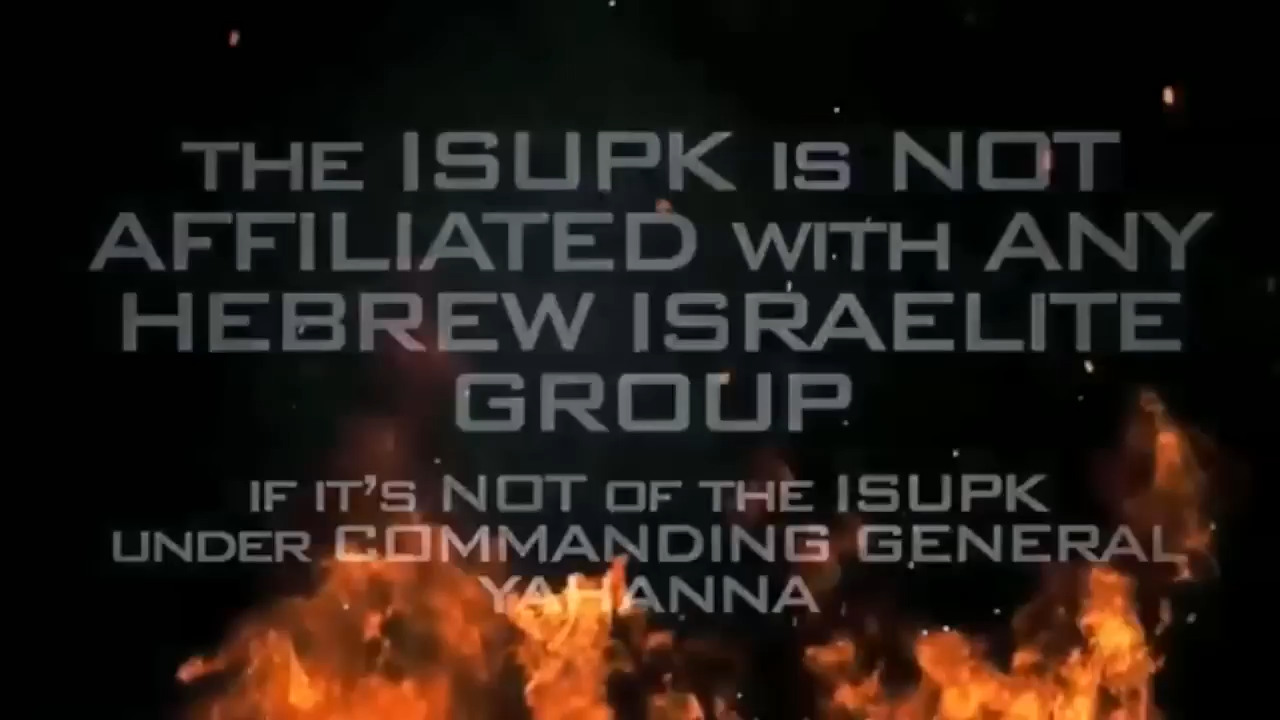 THE ISUPK IS NOT
AFFILIATED WITH ANY
HEBREW ISRAELITE
GROUP
IF IT'S NOT OF THE ISUPK
UNDER COMMANDING GENERAL
YAHANNA